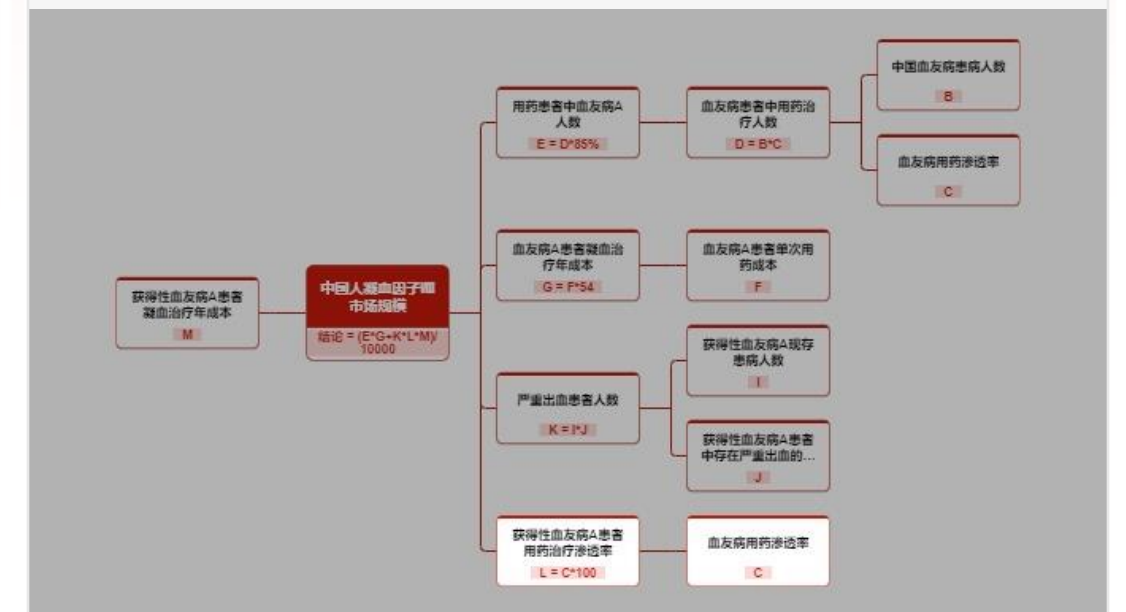 中国血友病患病人数
B
用药患者中血友病A
人数
E = D*85%
血友病患者中用药治
疗人数
D = B*C
血友病用药渗透率
C
血友病A患者凝血治
疗年成本
G = F*54
血友病A患者单次用
药成本
F
获得性血友病A患者
凝血治疗年成本
M
中国人凝血因子Ⅷ
市场规模
结论 = (E*G+K*L*M)/
10000
获得性血友病A现存
患病人数
I
严重出血患者人数
K = I*J
获得性血友病A患者
中存在严重出血的...
J
获得性血友病A患者
用药治疗渗透率
L = C*100
血友病用药渗透率
C